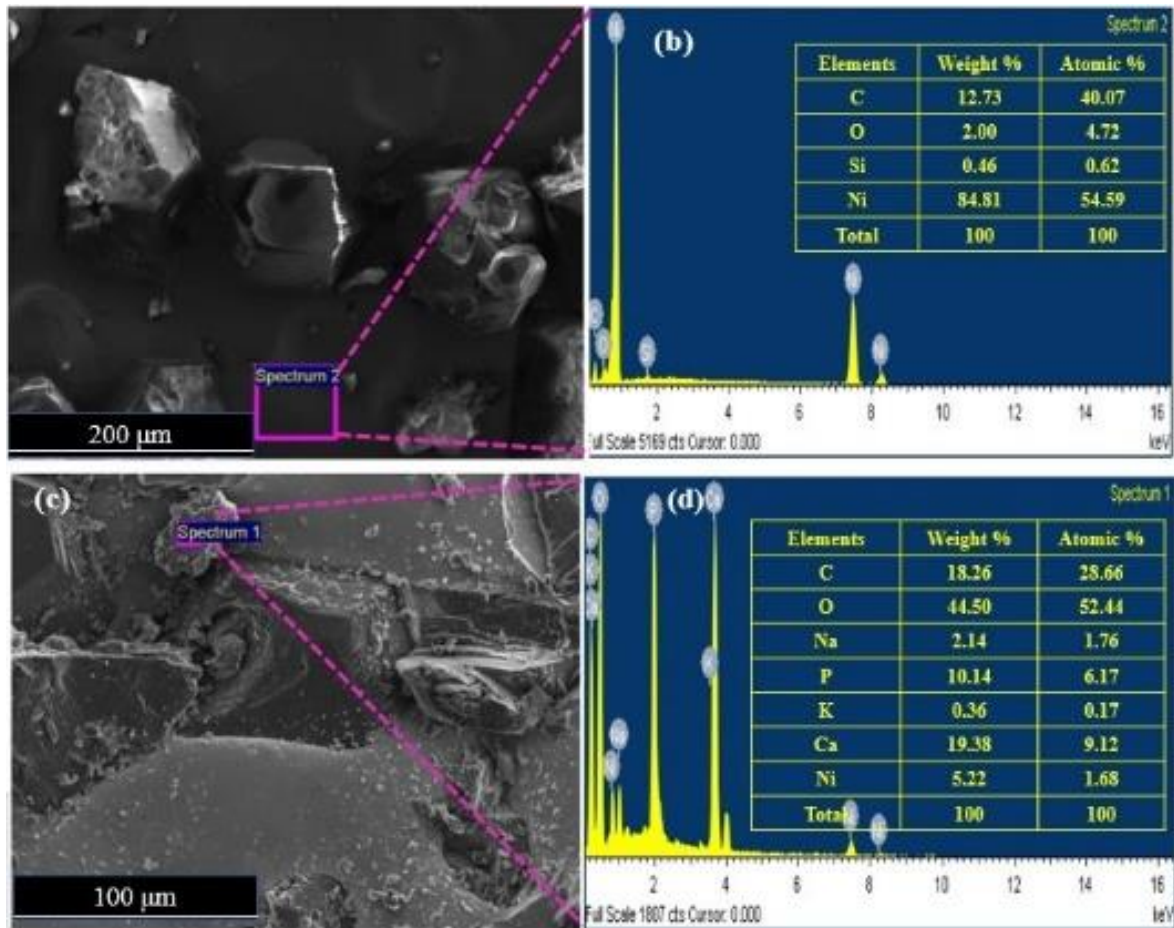 Spectrum 2
200 μm
(b)
Spectrum 2
Elements Weight % Atomic %
C 12.73 40.07
O 2.00 4.72
Si 0.46 0.62
Ni 84.81 54.59
Total 100 100
2 4 6 8 10 12 14 16
Full Scale 5169 cts Cursor: 0.000 keV
(c)
Spectrum 1
100 μm
(d)
Spectrum 1
Elements Weight % Atomic %
C 18.26 28.66
O 44.50 52.44
Na 2.14 1.76
P 10.14 6.17
K 0.36 0.17
Ca 19.38 9.12
Ni 5.22 1.68
Total 100 100
2 4 6 8 10 12 14 16
Full Scale 1807 cts Cursor: 0.000 keV